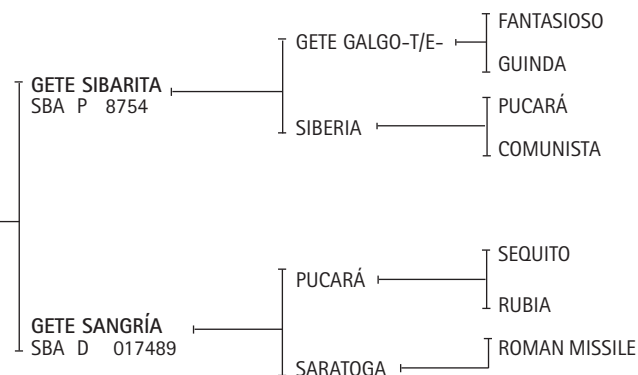 GETE SIBARITA
SBA P 8754
GETE GALGO-T/E-
FANTASIOSO
GUINDA
SIBERIA
PUCARÁ
COMUNISTA
GETE SANGRÍA
SBA D 017489
PUCARÁ
SEQUITO
RUBIA
SARATOGA
ROMAN MISSILE